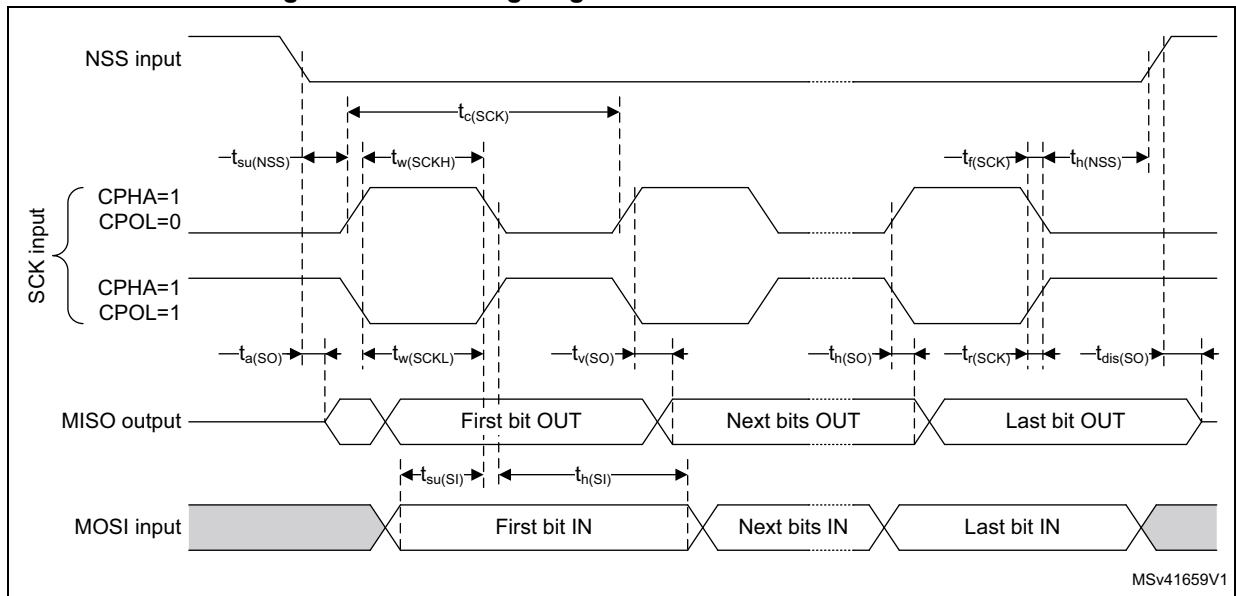 NSS input
tc(SCK)
tsu(NSS)
tw(SCKH)
tf(SCK)
th(NSS)
SCK input
CPHA=1
CPOL=0
CPHA=1
CPOL=1
ta(SO)
tw(SCKL)
tv(SO)
th(SO)
tr(SCK)
tdis(SO)
MISO output
First bit OUT
Next bits OUT
Last bit OUT
tsu(SI)
th(SI)
MOSI input
First bit IN
Next bits IN
Last bit IN
MSv41659V1